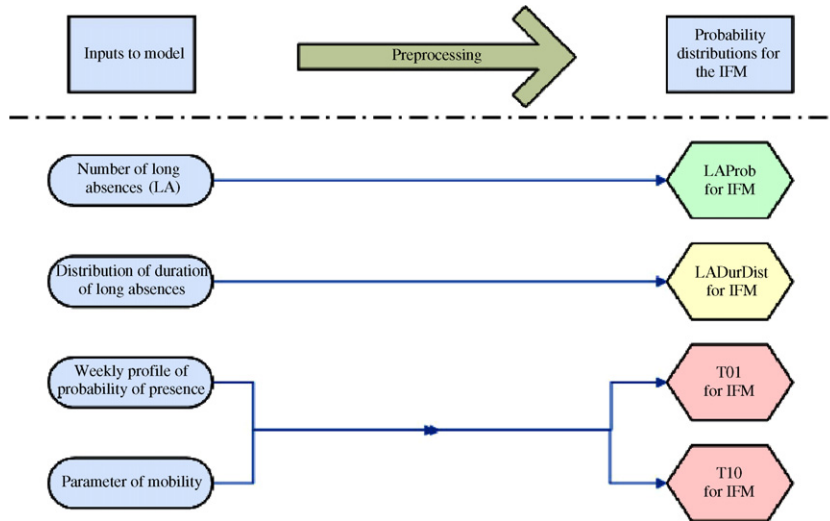 Inputs to model
Preprocessing
Probability
distributions for
the IFM
Number of long
absences (LA)
LAProb
for IFM
Distribution of duration
of long absences
LADurDist
for IFM
Weekly profile of
probability of presence
T01
for IFM
Parameter of mobility
T10
for IFM